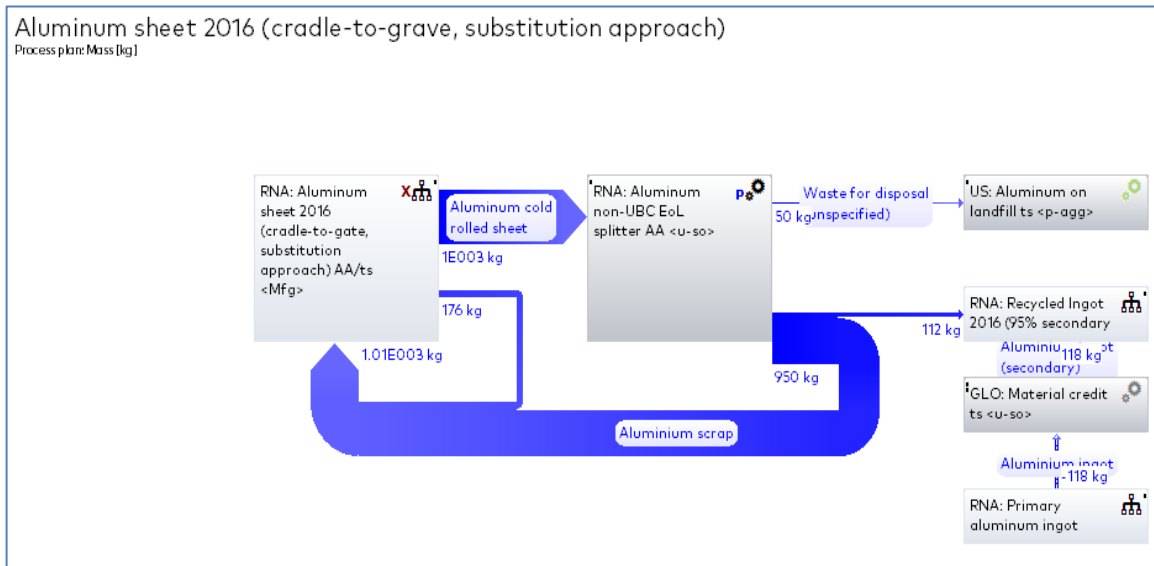 Aluminum sheet 2016 (cradle-to-grave, substitution approach)
Process plan: Mass [kg]
RNA: Aluminum
sheet 2016
(cradle-to-gate,
substitution
approach) AA/ts
<Mfg>
X
Aluminum cold
rolled sheet
1E003 kg
176 kg
1.01E003 kg
RNA: Aluminum
non-UBC EoL
splitter AA <u-so>
p
Waste for disposal
50 kg
unspecified)
US: Aluminum on
landfill ts <p-agg>
950 kg
112 kg
RNA: Recycled Ingot
2016 (95% secondary
118 kg
(secondary)
GLO: Material credit
ts <u-so>
Aluminium ingot
-118 kg
RNA: Primary
aluminum ingot
Aluminium scrap